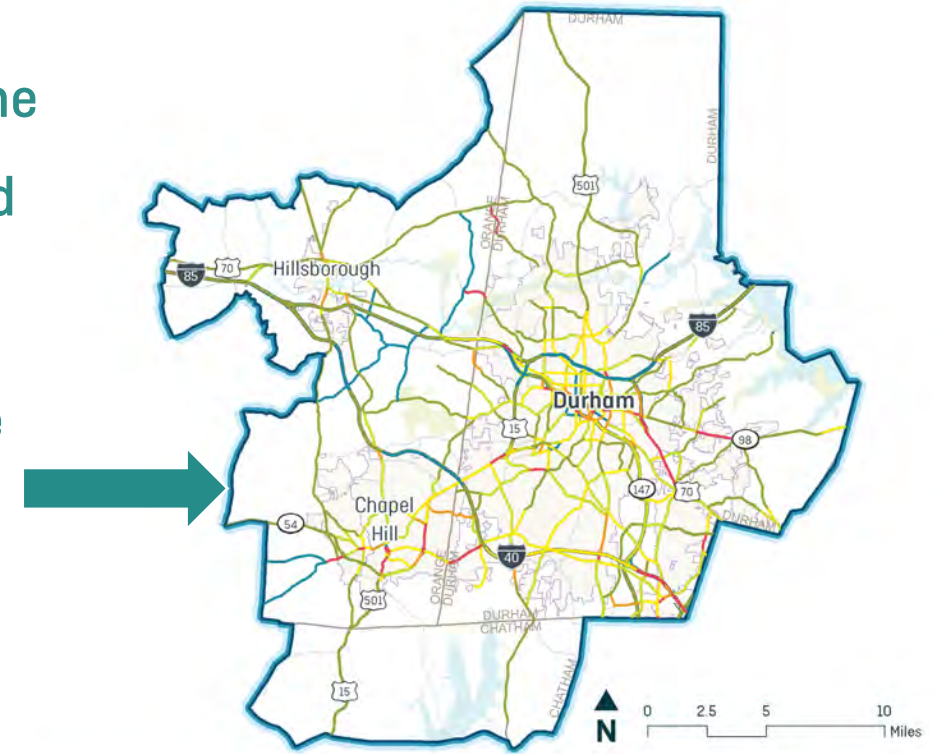 ne
d
e
DURHAM
DURHAM
501
ORANGE
DURHAM
Hillsborough
70
85
85
Durham
15
98
147
70
DURHAM
Chapel
Hill
54
40
ORANGE
DURHAM
501
DURHAM
CHATHAM
CHATHAM
15
N
0 2.5 5 10
Miles